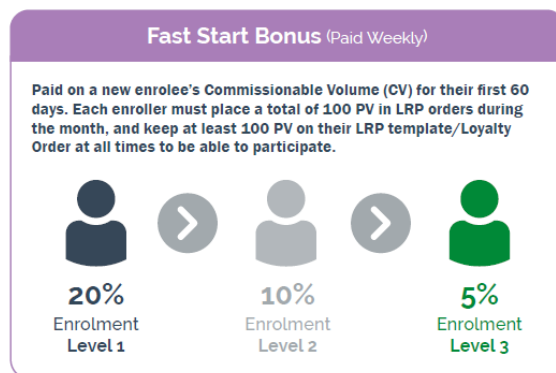 Fast Start Bonus (Paid Weekly)
Paid on a new enrolee's Commissionable Volume (CV) for their first 60
days. Each enroller must place a total of 100 PV in LRP orders during
the month, and keep at least 100 PV on their LRP template/Loyalty
Order at all times to be able to participate.
20%
Enrolment
Level 1
10%
Enrolment
Level 2
5%
Enrolment
Level 3